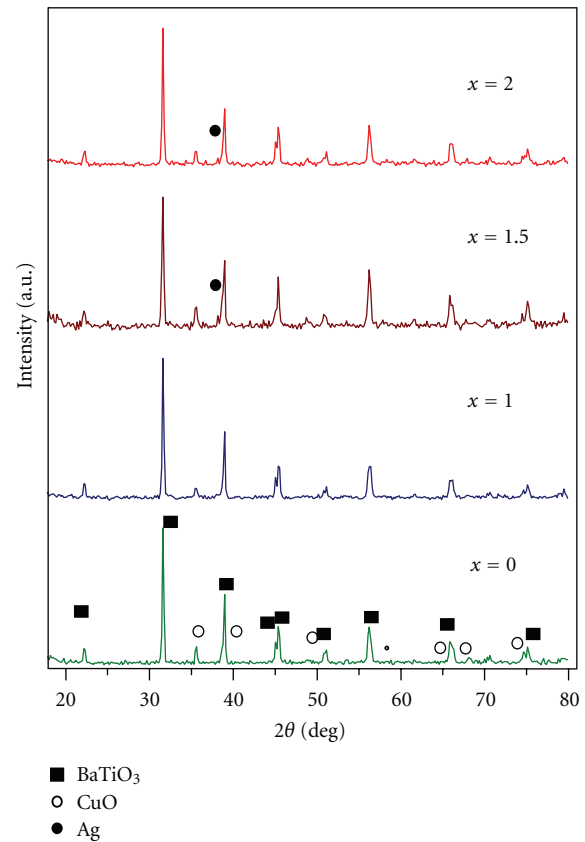 x = 2
x = 1.5
x = 1
x = 0
Intensity (a.u.)
20 30 40 50 60 70 80
2θ (deg)
BaTiO₃
CuO
Ag